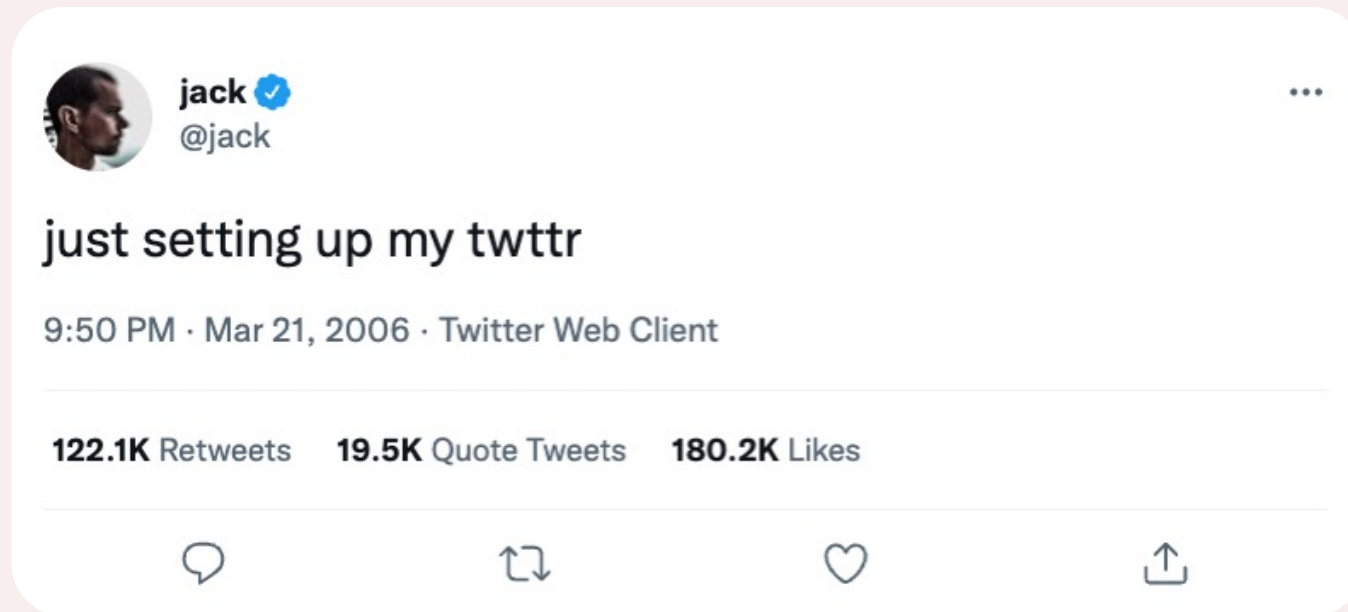 jack
@jack
just setting up my twttr
9:50 PM · Mar 21, 2006 · Twitter Web Client
122.1K Retweets 19.5K Quote Tweets 180.2K Likes